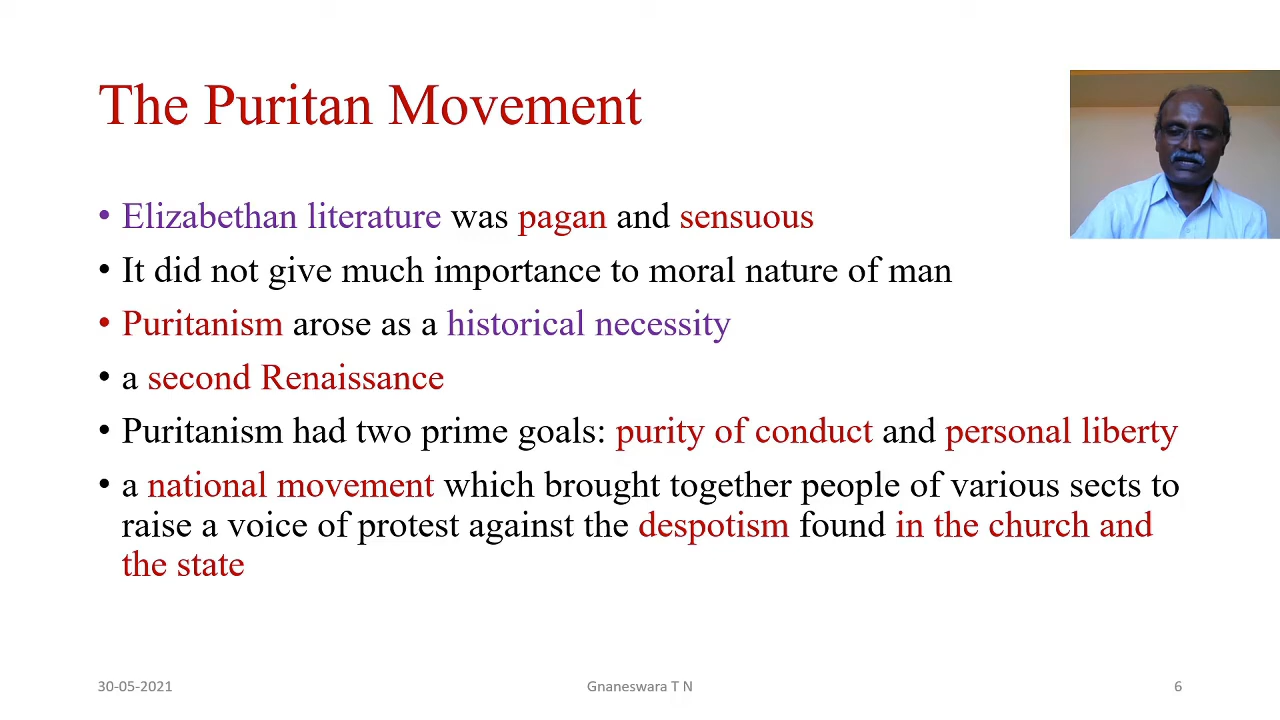 The Puritan Movement
• Elizabethan literature was pagan and sensuous
• It did not give much importance to moral nature of man
• Puritanism arose as a historical necessity
• a second Renaissance
• Puritanism had two prime goals: purity of conduct and personal liberty
• a national movement which brought together people of various sects to
raise a voice of protest against the despotism found in the church and
the state
30-05-2021
Gnaneswara T N
6